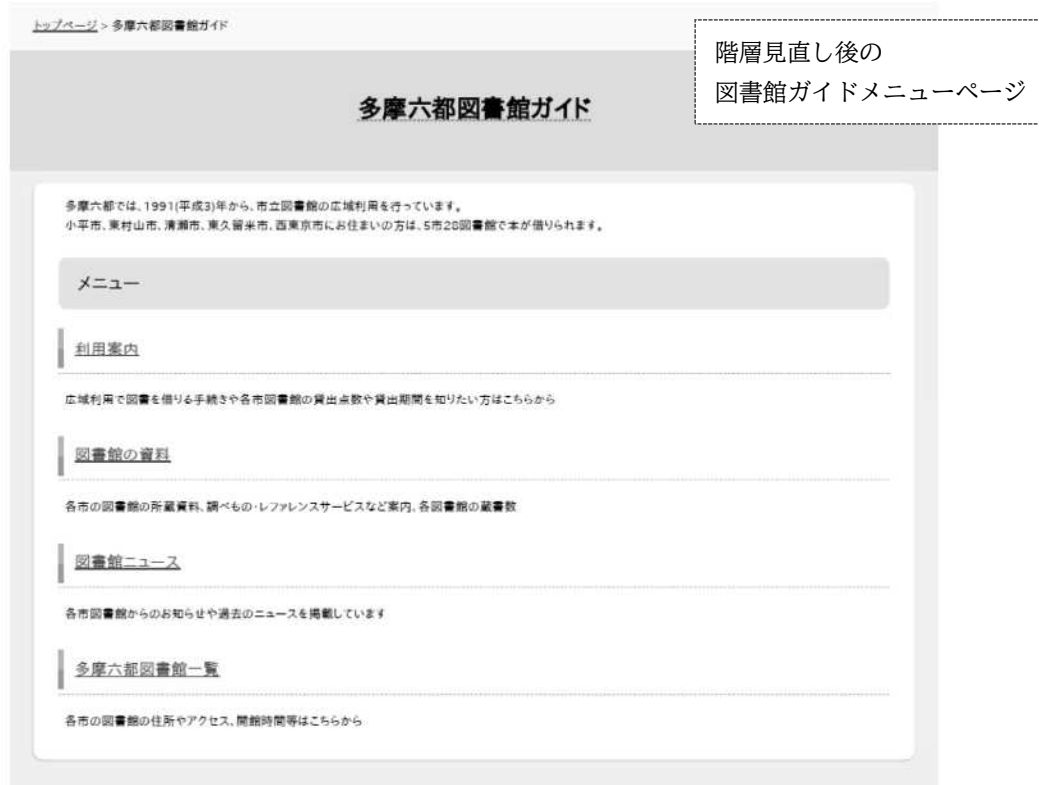 トップページ > 多摩六都図書館ガイド
階層見直し後の
図書館ガイドメニューページ
多摩六都図書館ガイド
多摩六都では、1991(平成3)年から、市立図書館の広域利用を行っています。
小平市、東村山市、清瀬市、東久留米市、西東京市にお住まいの方は、5市28図書館で本が借りられます。
メニュー
利用案内
広域利用で図書を借りる手続きや各市図書館の貸出点数や貸出期間を知りたい方はこちらから
図書館の資料
各市の図書館の所蔵資料、調べもの・レファレンスサービスなど案内、各図書館の蔵書数
図書館ニュース
各市図書館からのお知らせや過去のニュースを掲載しています
多摩六都図書館一覧
各市の図書館の住所やアクセス、開館時間等はこちらから